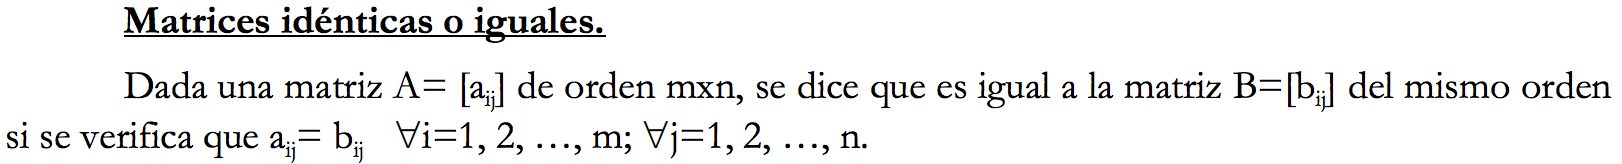 Matrices idénticas o iguales.
Dada una matriz A= [aij] de orden mxn, se dice que es igual a la matriz B=[bij] del mismo orden
si se verifica que aij= bij ∀i=1, 2, …, m; ∀j=1, 2, …, n.